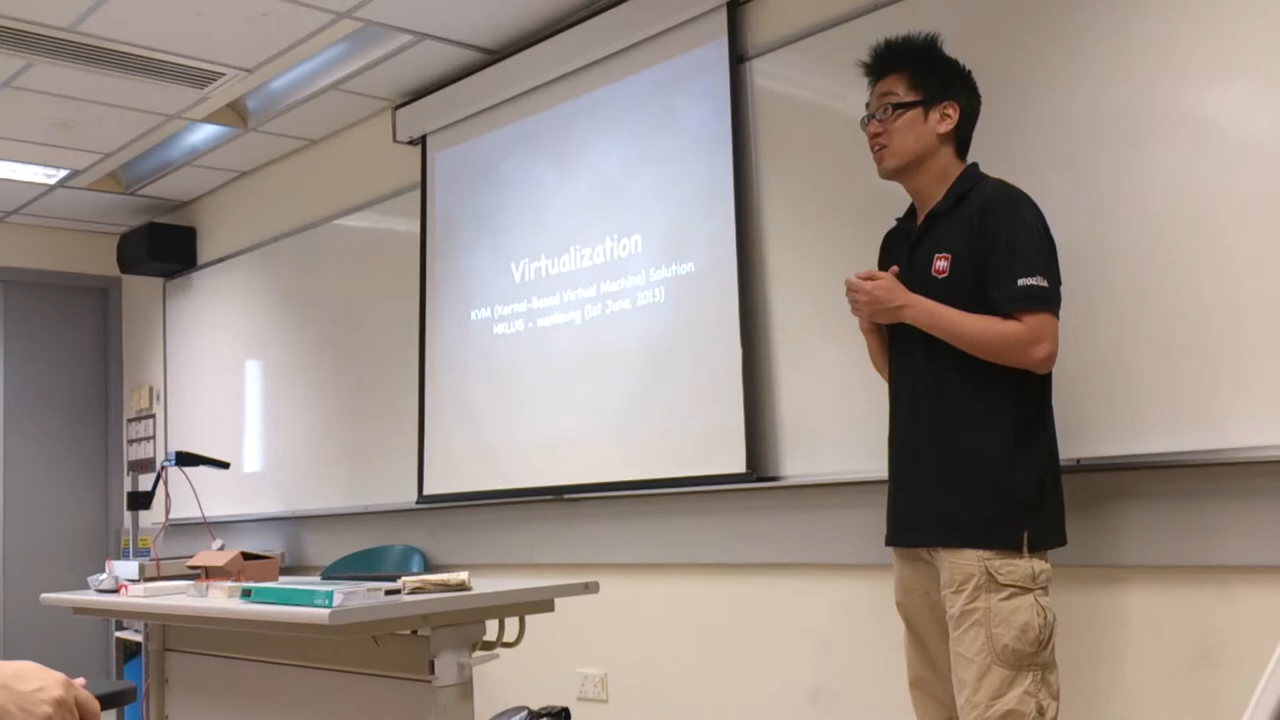 Virtualization
KVM (Kernel-Based Virtual Machine) Solution
HKLUG - wanleung (1st June, 2013)
mozilla